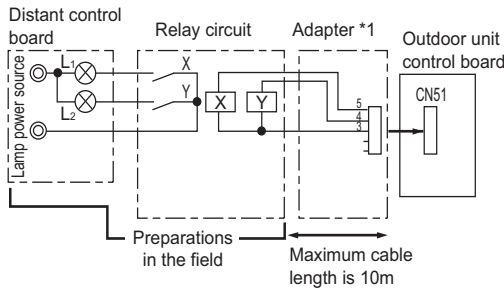 Distant control
board
Relay circuit
Adapter *1
Outdoor unit
control board
Lamp power source
L1
L2
X
Y
X
Y
5
4
3
CN51
Preparations
in the field
Maximum cable
length is 10m